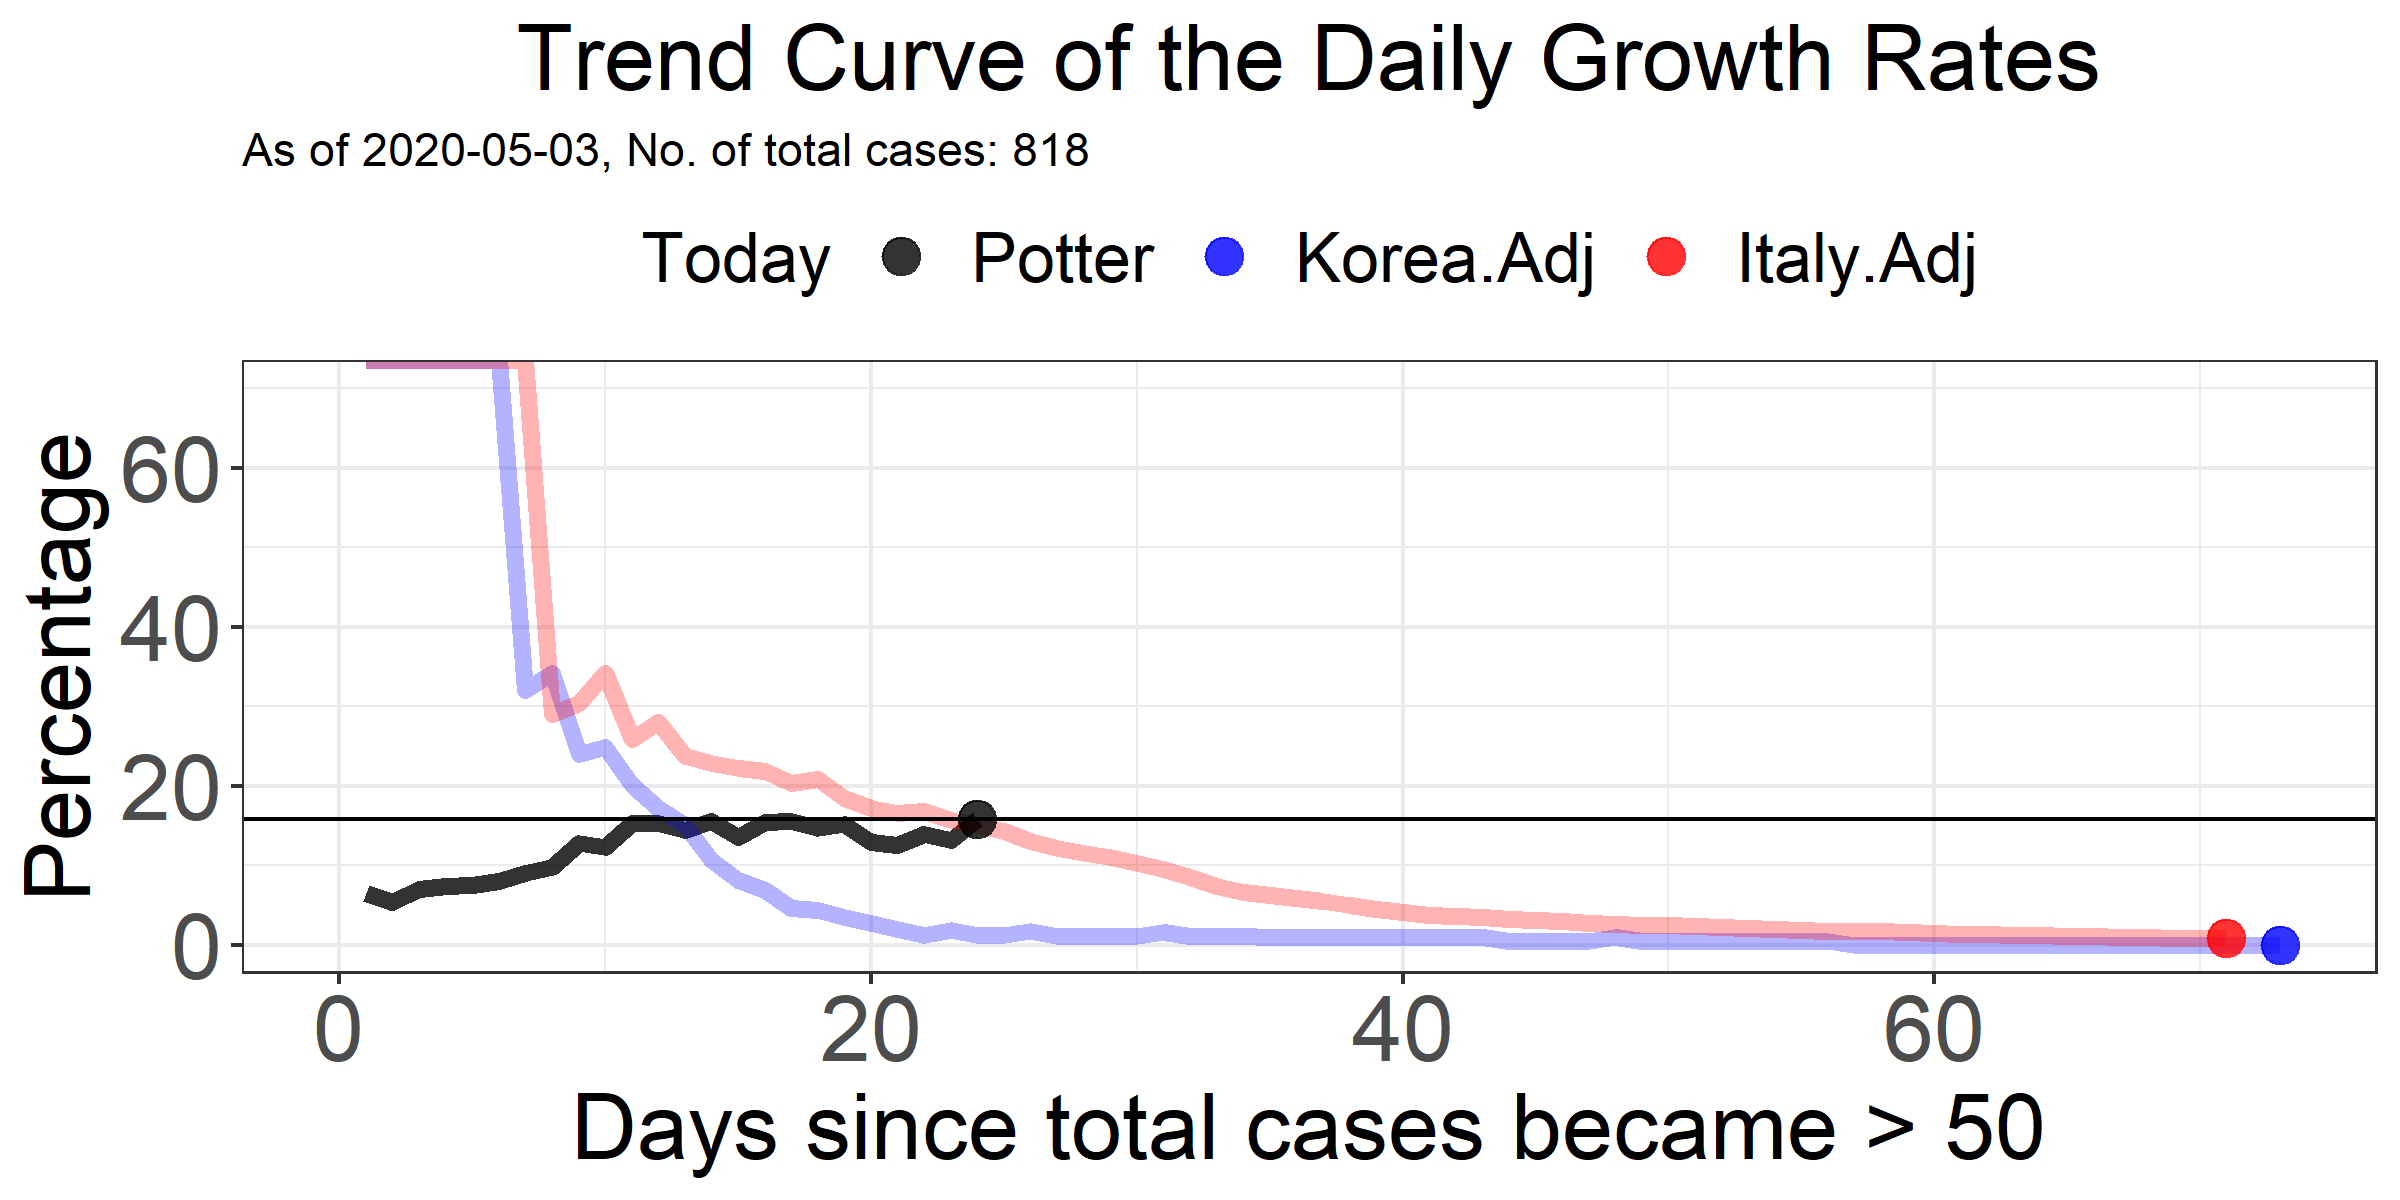 Trend Curve of the Daily Growth Rates
As of 2020-05-03, No. of total cases: 818
Today Potter Korea.Adj Italy.Adj
Percentage
60
40
20
0
0 20 40 60
Days since total cases became > 50